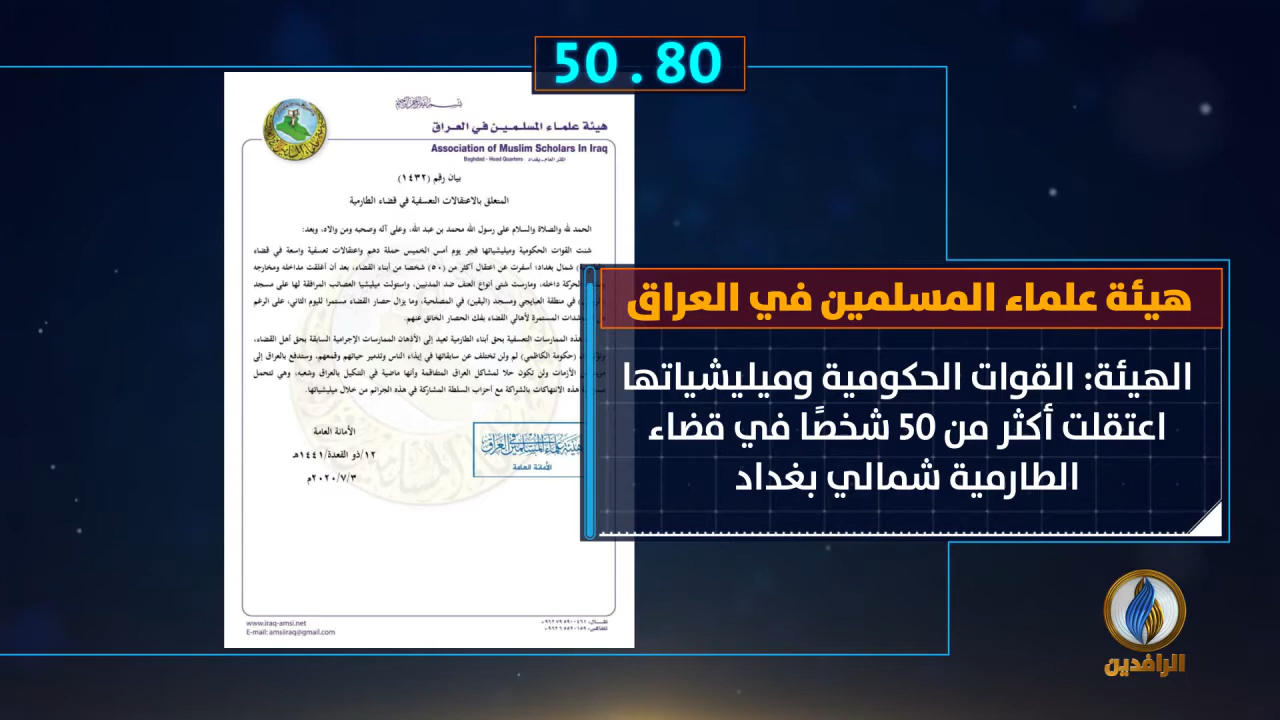 50.80
بسم الله الرحمن الرحيم
هيئة علماء المسلمين في العراق
Association of Muslim Scholars In Iraq
Baghdad - Head Quarters المقر العام - بغداد
بيان رقم (١٤٣٢)
المتعلق بالاعتقالات التعسفية في قضاء الطارمية
الحمد لله والصلاة والسلام على رسول الله محمد بن عبد الله، وعلى آله وصحبه ومن والاه، وبعد:
شنت القوات الحكومية وميليشياتها فجر يوم أمس الخميس حملة دهم واعتقالات تعسفية واسعة في قضاء
شمال بغداد؛ أسفرت عن اعتقال أكثر من (٥٠) شخصا من أبناء القضاء، بعد أن أغلقت مداخله ومخارجه
الحركة داخله، ومارست شتى أنواع العنف ضد المدنيين، واستولت ميليشيا العصائب المرافقة لها على مسجد
في منطقة العبايجي ومسجد (اليقين) في المصلحية، وما يزال حصار القضاء مستمرا لليوم الثاني، على الرغم
المستمرة لأهالي القضاء بفك الحصار الخانق عنهم.
هذه الممارسات التعسفية بحق أبناء الطارمية تعيد إلى الأذهان الممارسات الإجرامية السابقة بحق أهل القضاء،
(حكومة الكاظمي) لم ولن تختلف عن سابقاتها في إيذاء الناس وتدمير حياتهم وقمعهم، وستدفع بالعراق إلى
الأزمات ولن تكون حلا لمشاكل العراق المتفاقمة وأنها ماضية في التنكيل بالعراق وشعبه، وهي تتحمل
هذه الانتهاكات بالشراكة مع أحزاب السلطة المشاركة في هذه الجرائم من خلال ميليشياتها.
الأمانة العامة
١٢/ذو القعدة/١٤٤١هـ
٢٠٢٠/٧/٣م
هيئة علماء المسلمين في العراق
الأمانة العامة
www.iraq-amsi.net
E-mail: amsiiraq@gmail.com
هيئة علماء المسلمين في العراق
الهيئة: القوات الحكومية وميليشياتها
اعتقلت أكثر من 50 شخصًا في قضاء
الطارمية شمالي بغداد
الرافدين